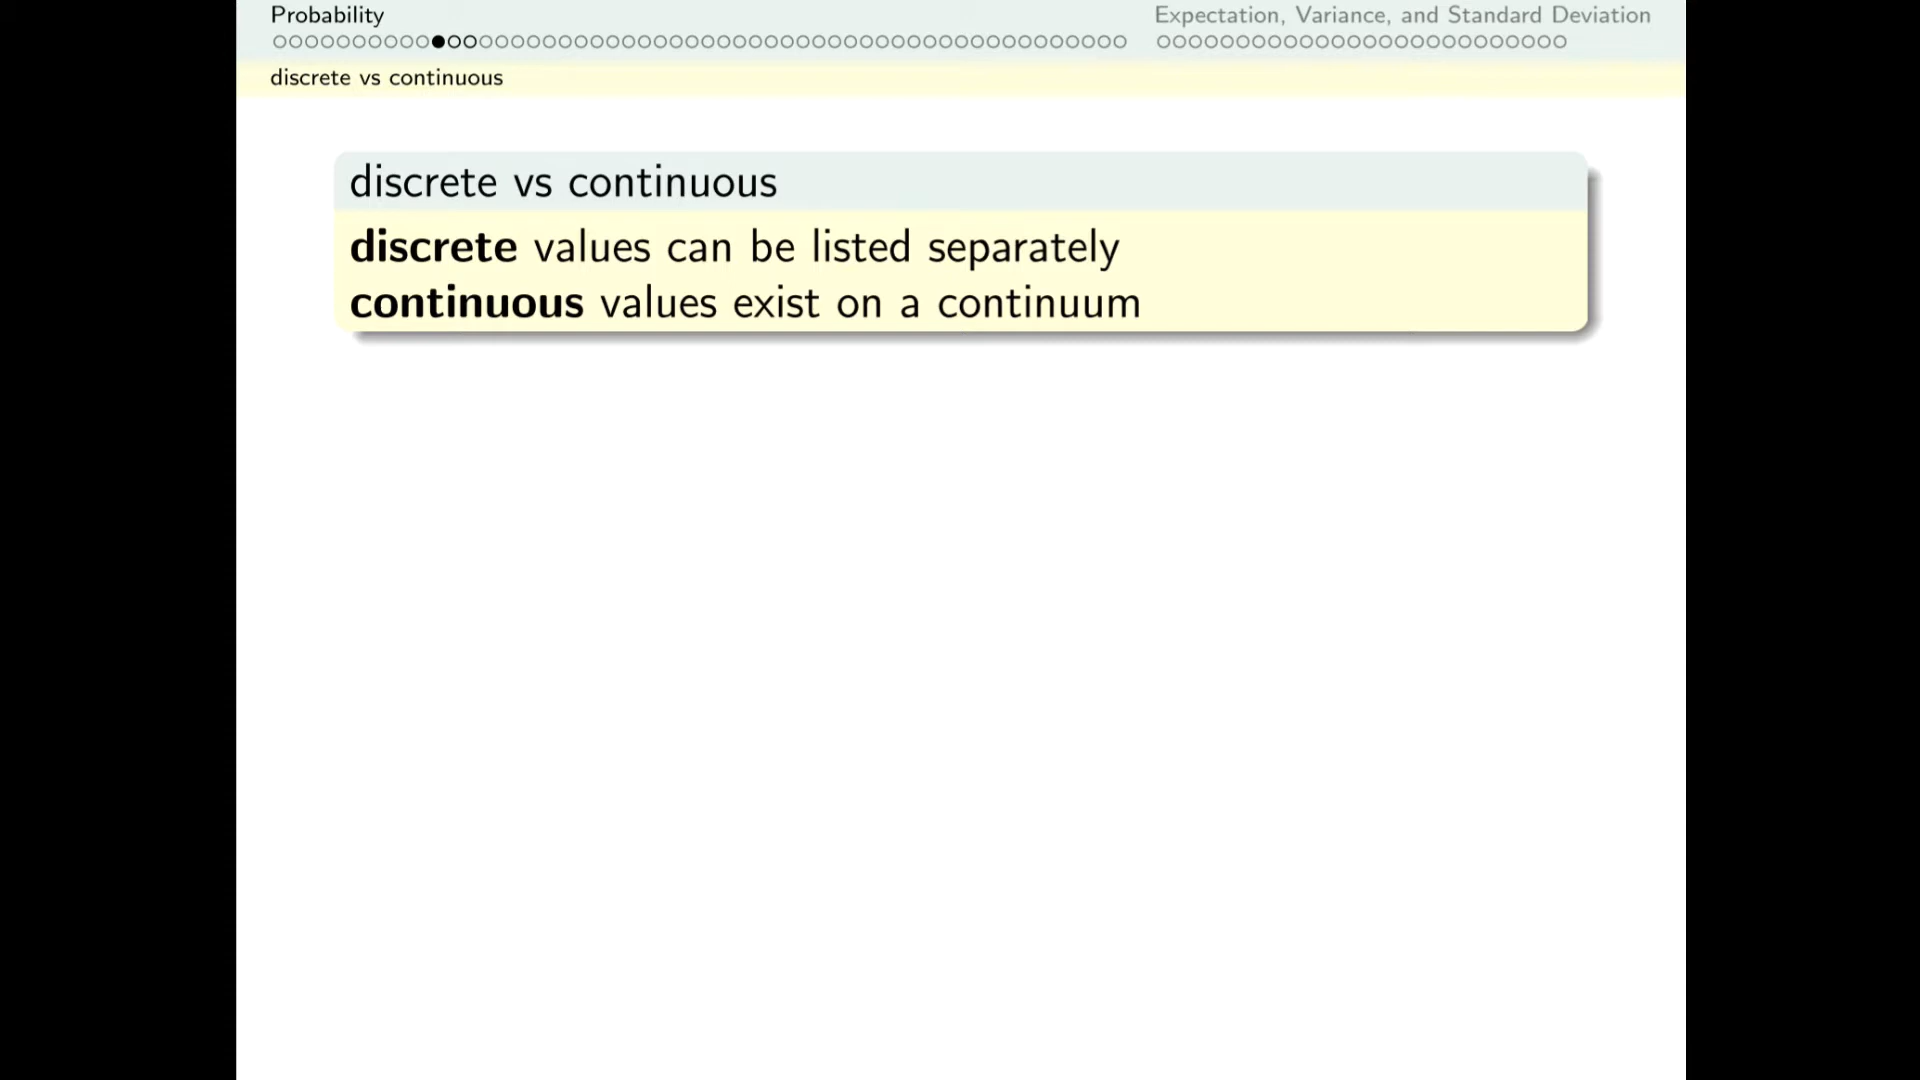 Probability
Expectation, Variance, and Standard Deviation
discrete vs continuous
discrete vs continuous
discrete values can be listed separately
continuous values exist on a continuum